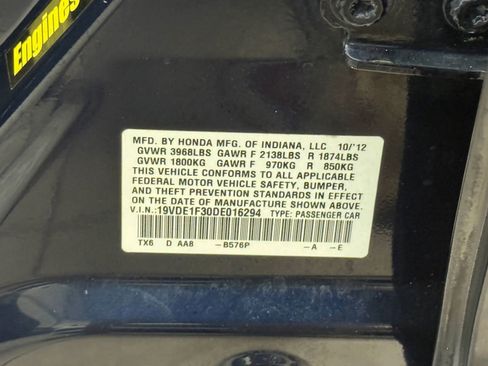 Engines
MFD. BY HONDA MFG. OF INDIANA, LLC 10/'12
GVWR 3968LBS GAWR F 2138LBS R 1874LBS
GVWR 1800KG GAWR F 970KG R 850KG
THIS VEHICLE CONFORMS TO ALL APPLICABLE
FEDERAL MOTOR VEHICLE SAFETY, BUMPER,
AND THEFT PREVENTION STANDARDS IN EFFECT
ON THE DATE OF MANUFACTURE SHOWN ABOVE.
V.I.N.: 19VDE1F30DE016294 TYPE: PASSENGER CAR
TX6 D AAB -B576P -A -E